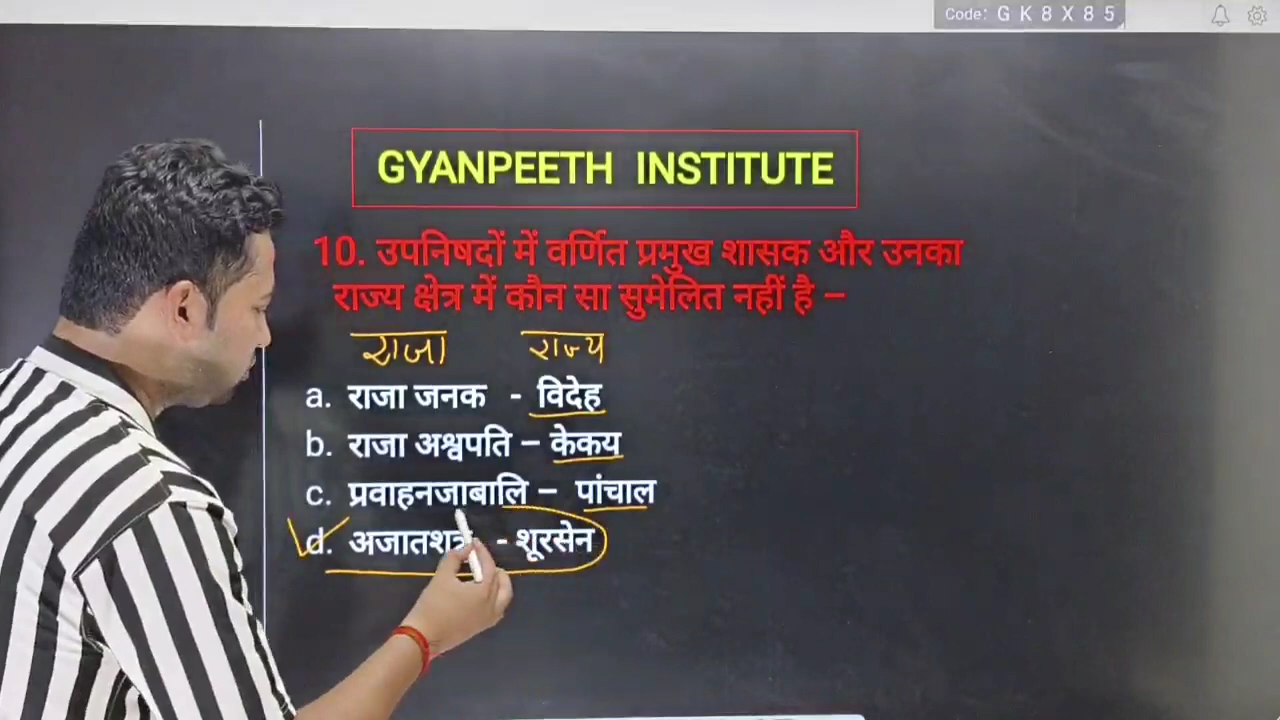 Code: G K 8 X 8 5
GYANPEETH INSTITUTE
10. उपनिषदों में वर्णित प्रमुख शासक और उनका
राज्य क्षेत्र में कौन सा सुमेलित नहीं है –
राजा राज्य
a. राजा जनक - विदेह
b. राजा अश्वपति – केकय
c. प्रवाहनजाबालि – पांचाल
d. अजातशत्रु - शूरसेन